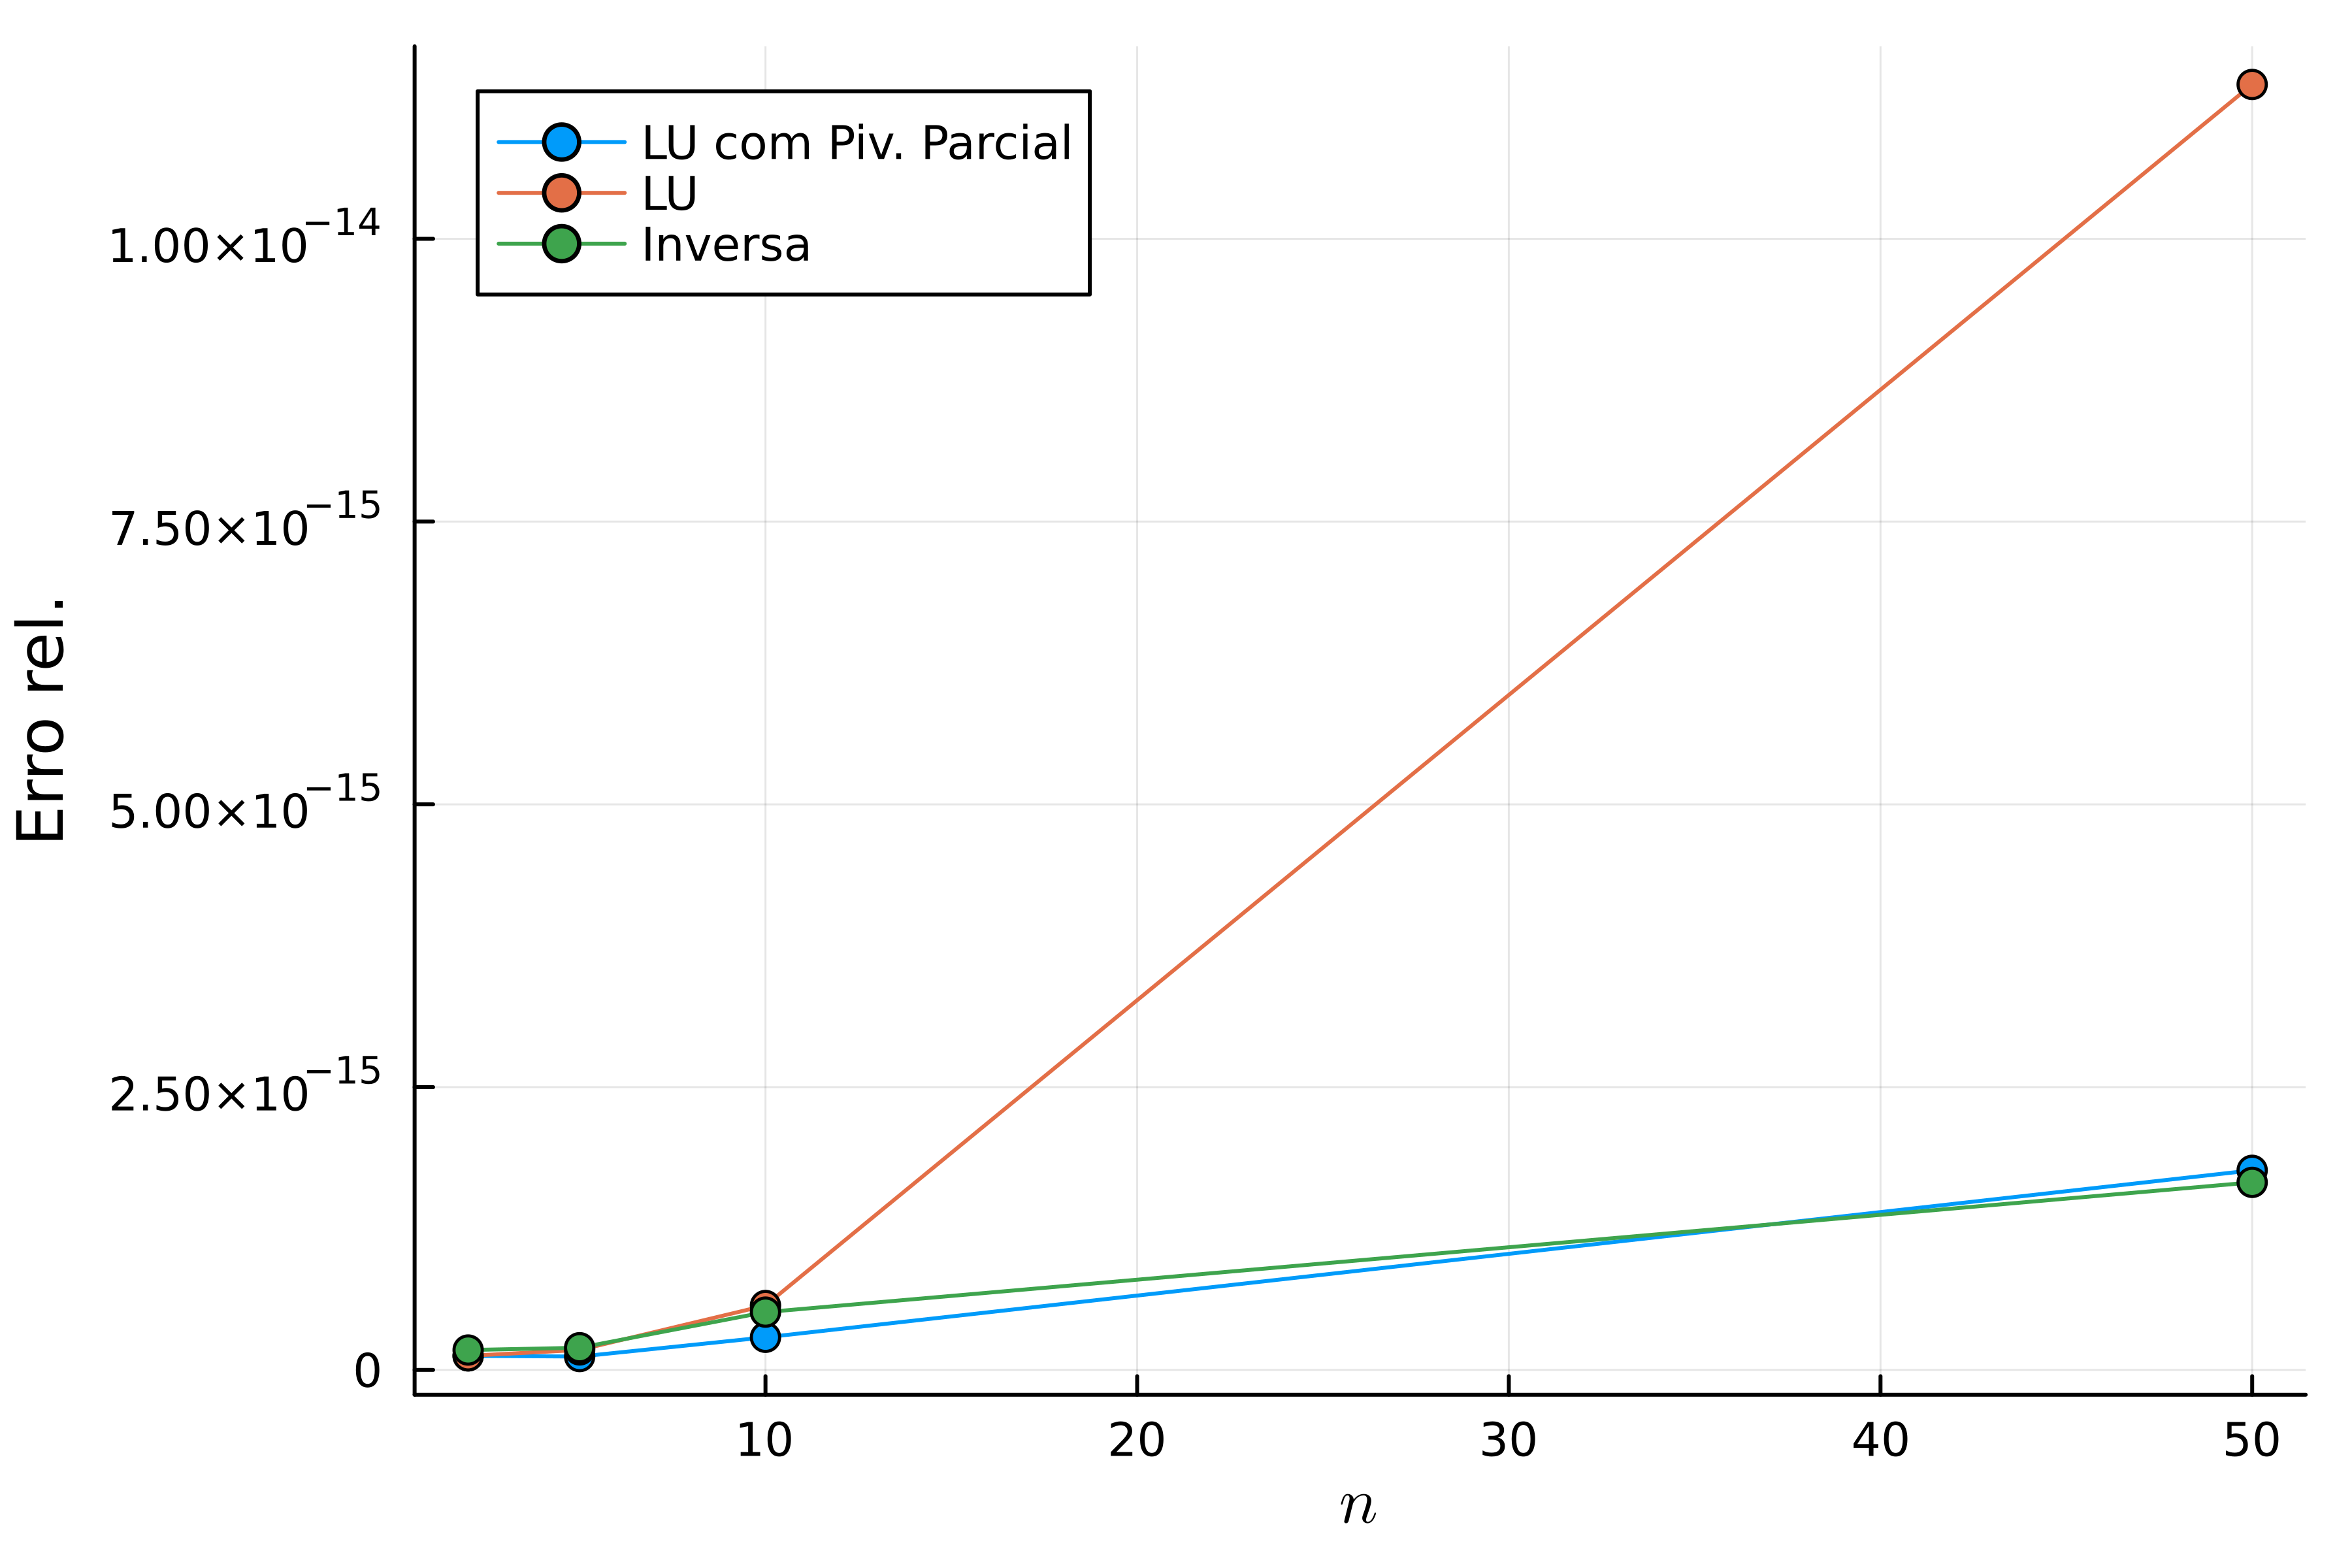 LU com Piv. Parcial
LU
Inversa
1.00×10⁻¹⁴
7.50×10⁻¹⁵
5.00×10⁻¹⁵
2.50×10⁻¹⁵
0
Erro rel.
10 20 30 40 50
n